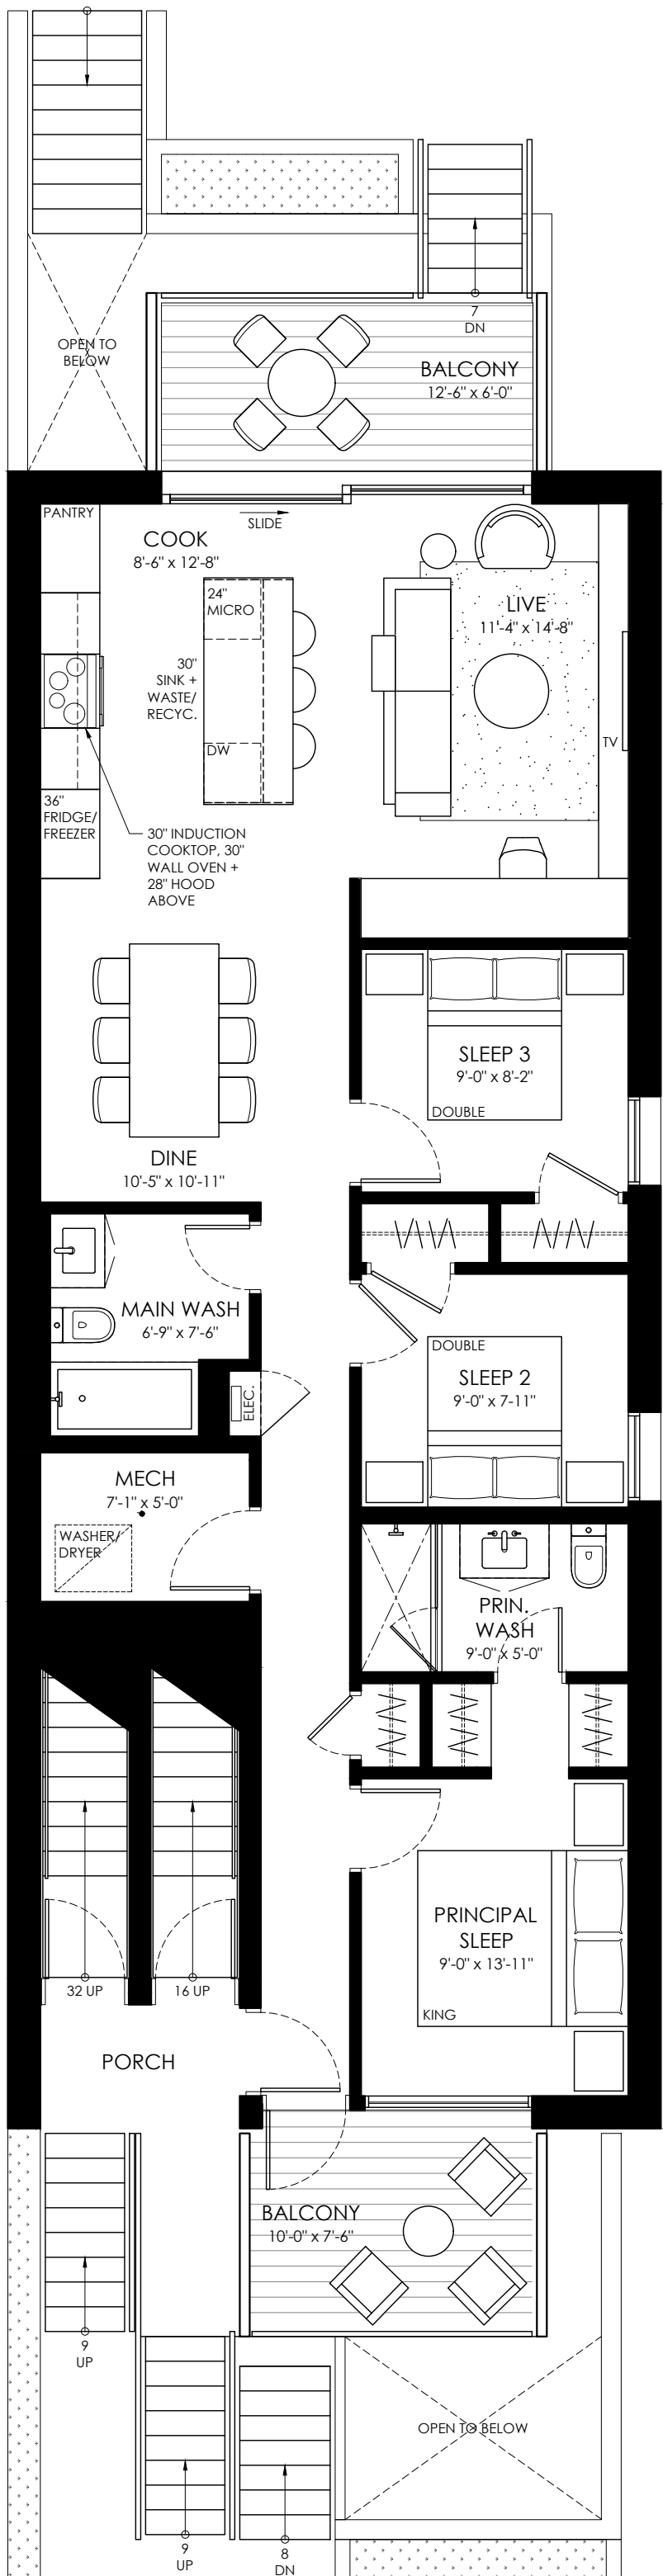 7
DN
OPEN TO
BELOW
BALCONY
12'-6" x 6'-0"
PANTRY
SLIDE
COOK
8'-6" x 12'-8"
24"
MICRO
LIVE
11'-4" x 14'-8"
30"
SINK +
WASTE/
RECYC.
DW
TV
36"
FRIDGE/
FREEZER
30" INDUCTION
COOKTOP, 30"
WALL OVEN +
28" HOOD
ABOVE
SLEEP 3
9'-0" x 8'-2"
DOUBLE
DINE
10'-5" x 10'-11"
MAIN WASH
6'-9" x 7'-6"
DOUBLE
SLEEP 2
9'-0" x 7-11"
ELEC.
MECH
7'-1" x 5'-0"
WASHER/
DRYER
PRIN.
WASH
9'-0" x 5'-0"
PRINCIPAL
SLEEP
9'-0" x 13'-11"
KING
32 UP
16 UP
PORCH
BALCONY
10'-0" x 7'-6"
9
UP
OPEN TO BELOW
9
UP
8
DN